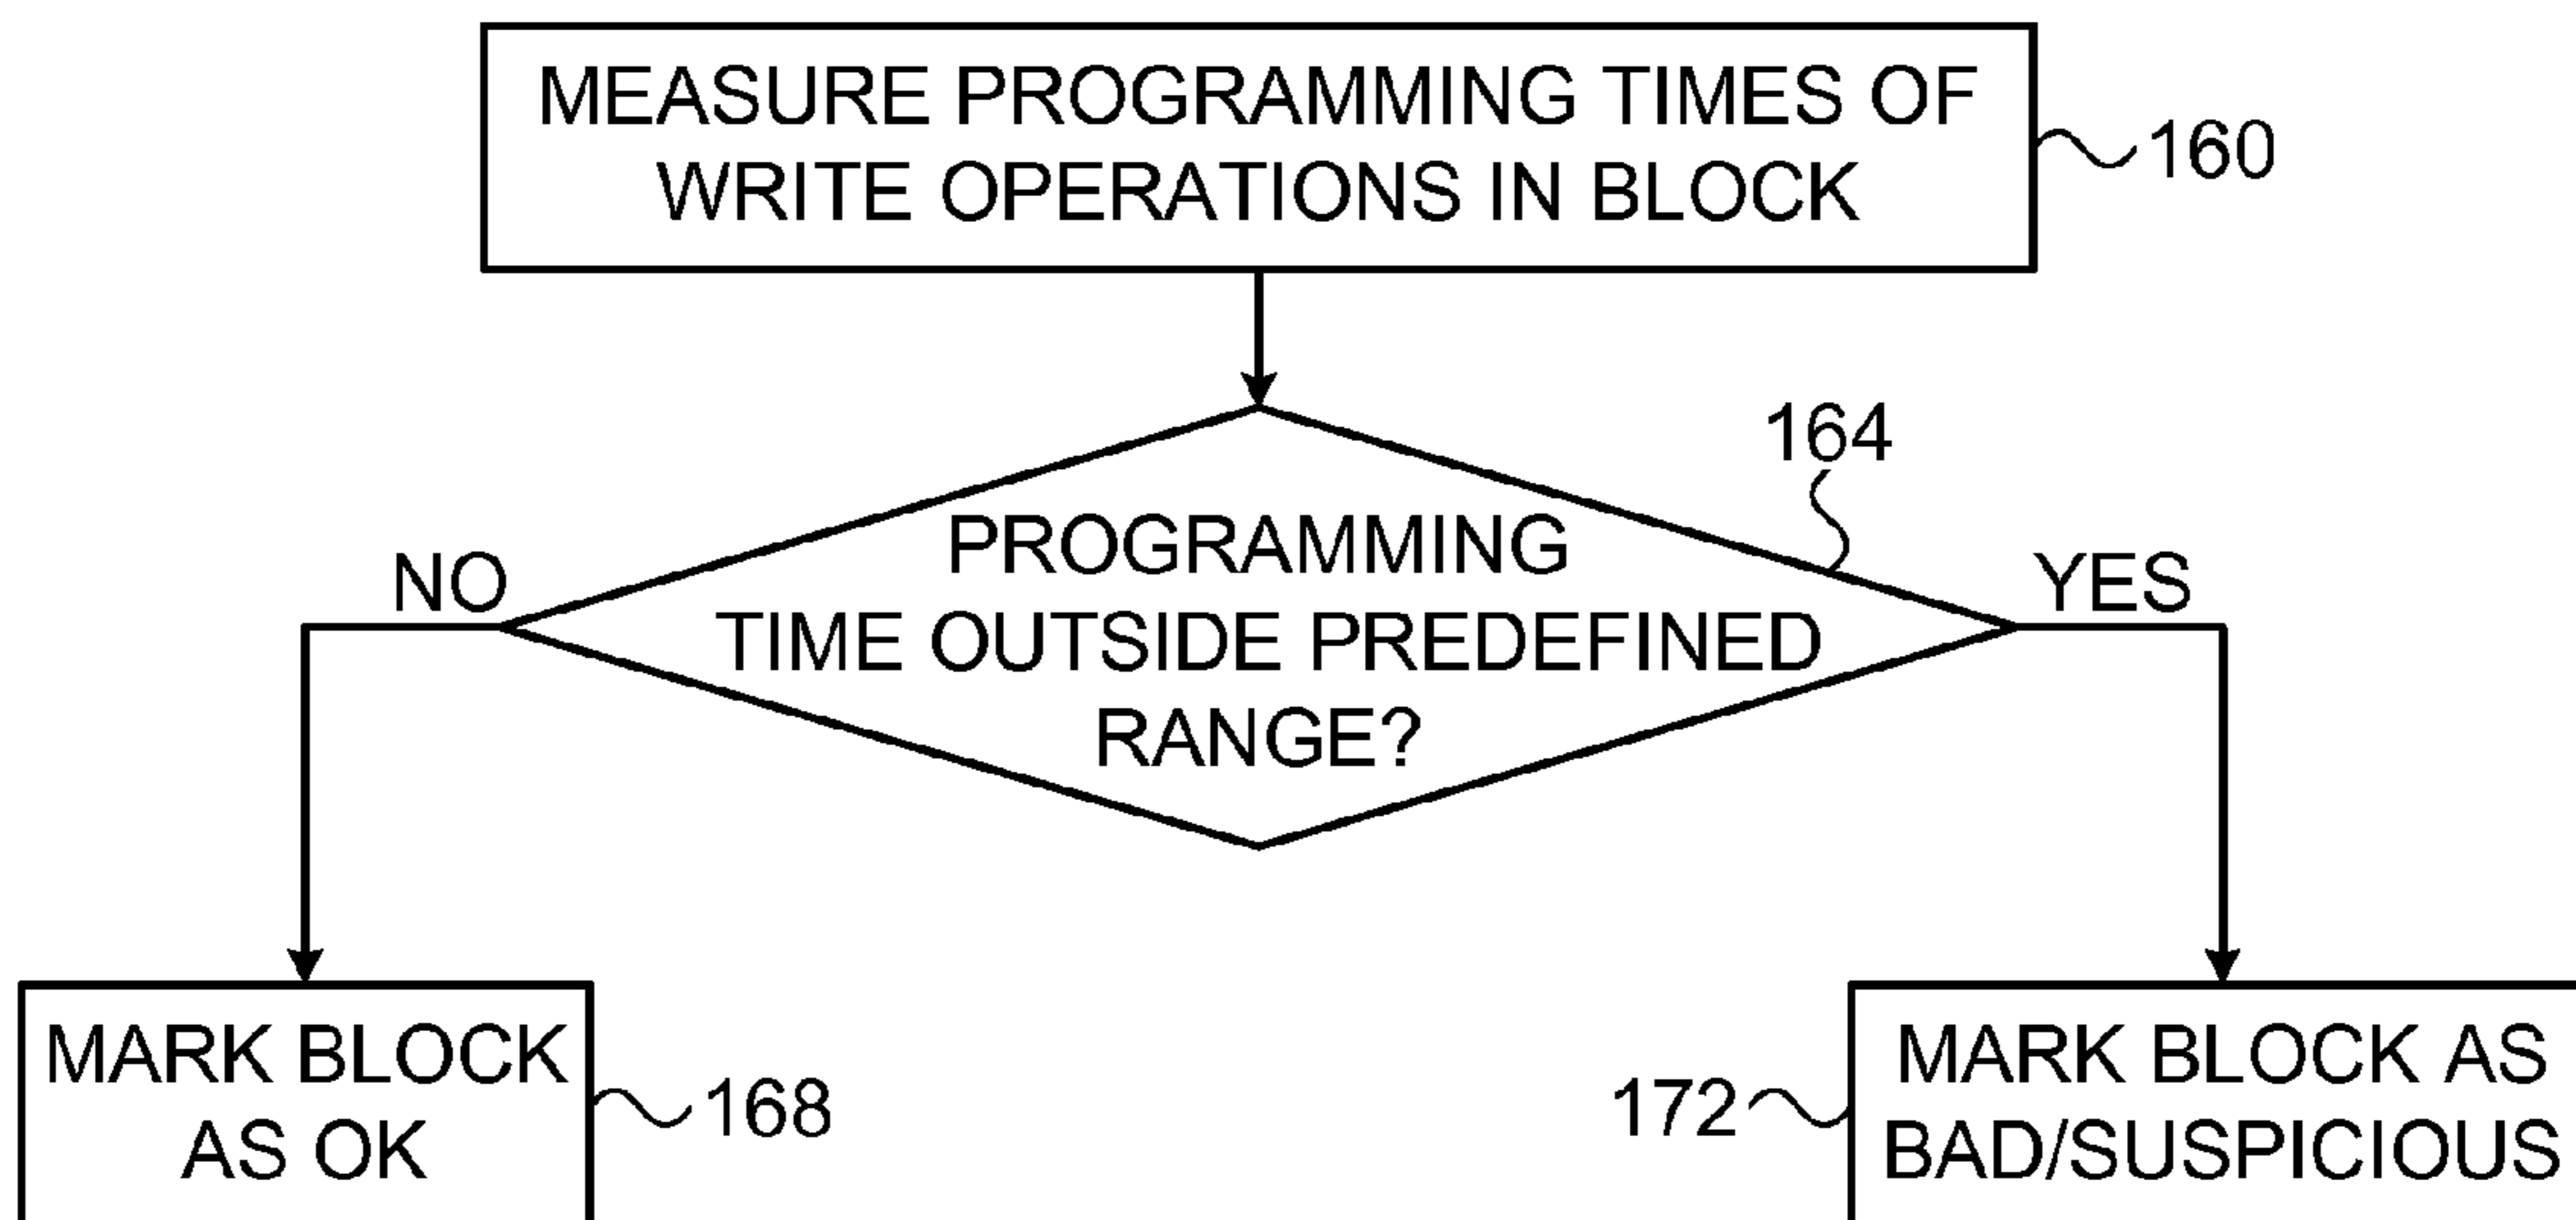 MEASURE PROGRAMMING TIMES OF
WRITE OPERATIONS IN BLOCK
160
164
PROGRAMMING
TIME OUTSIDE PREDEFINED
RANGE?
NO
YES
MARK BLOCK
AS OK
168
172
MARK BLOCK AS
BAD/SUSPICIOUS